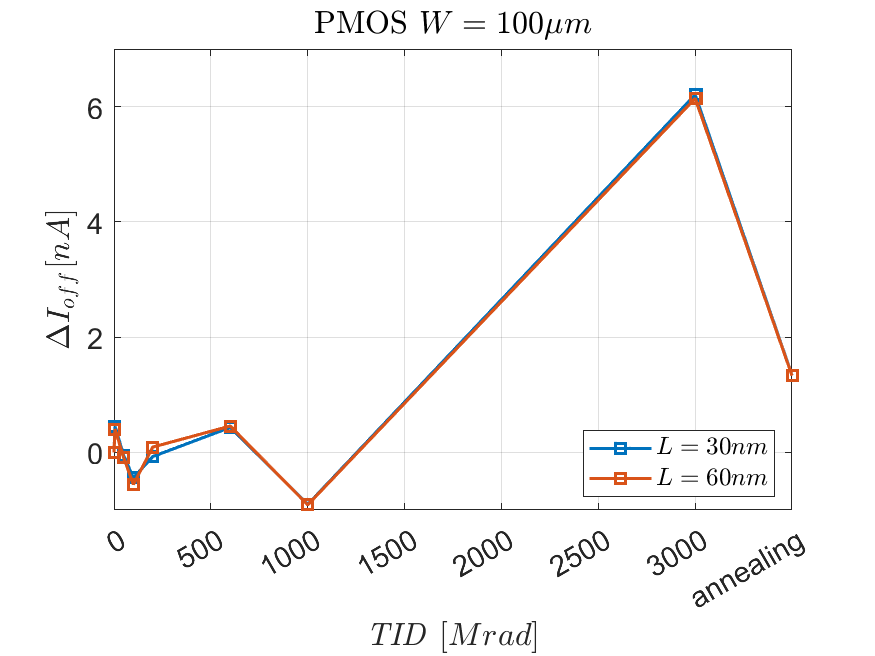 PMOS W = 100μm
6
4
2
0
ΔI_off[nA]
L = 30nm
L = 60nm
0
500
1000
1500
2000
2500
3000
annealing
TID [Mrad]